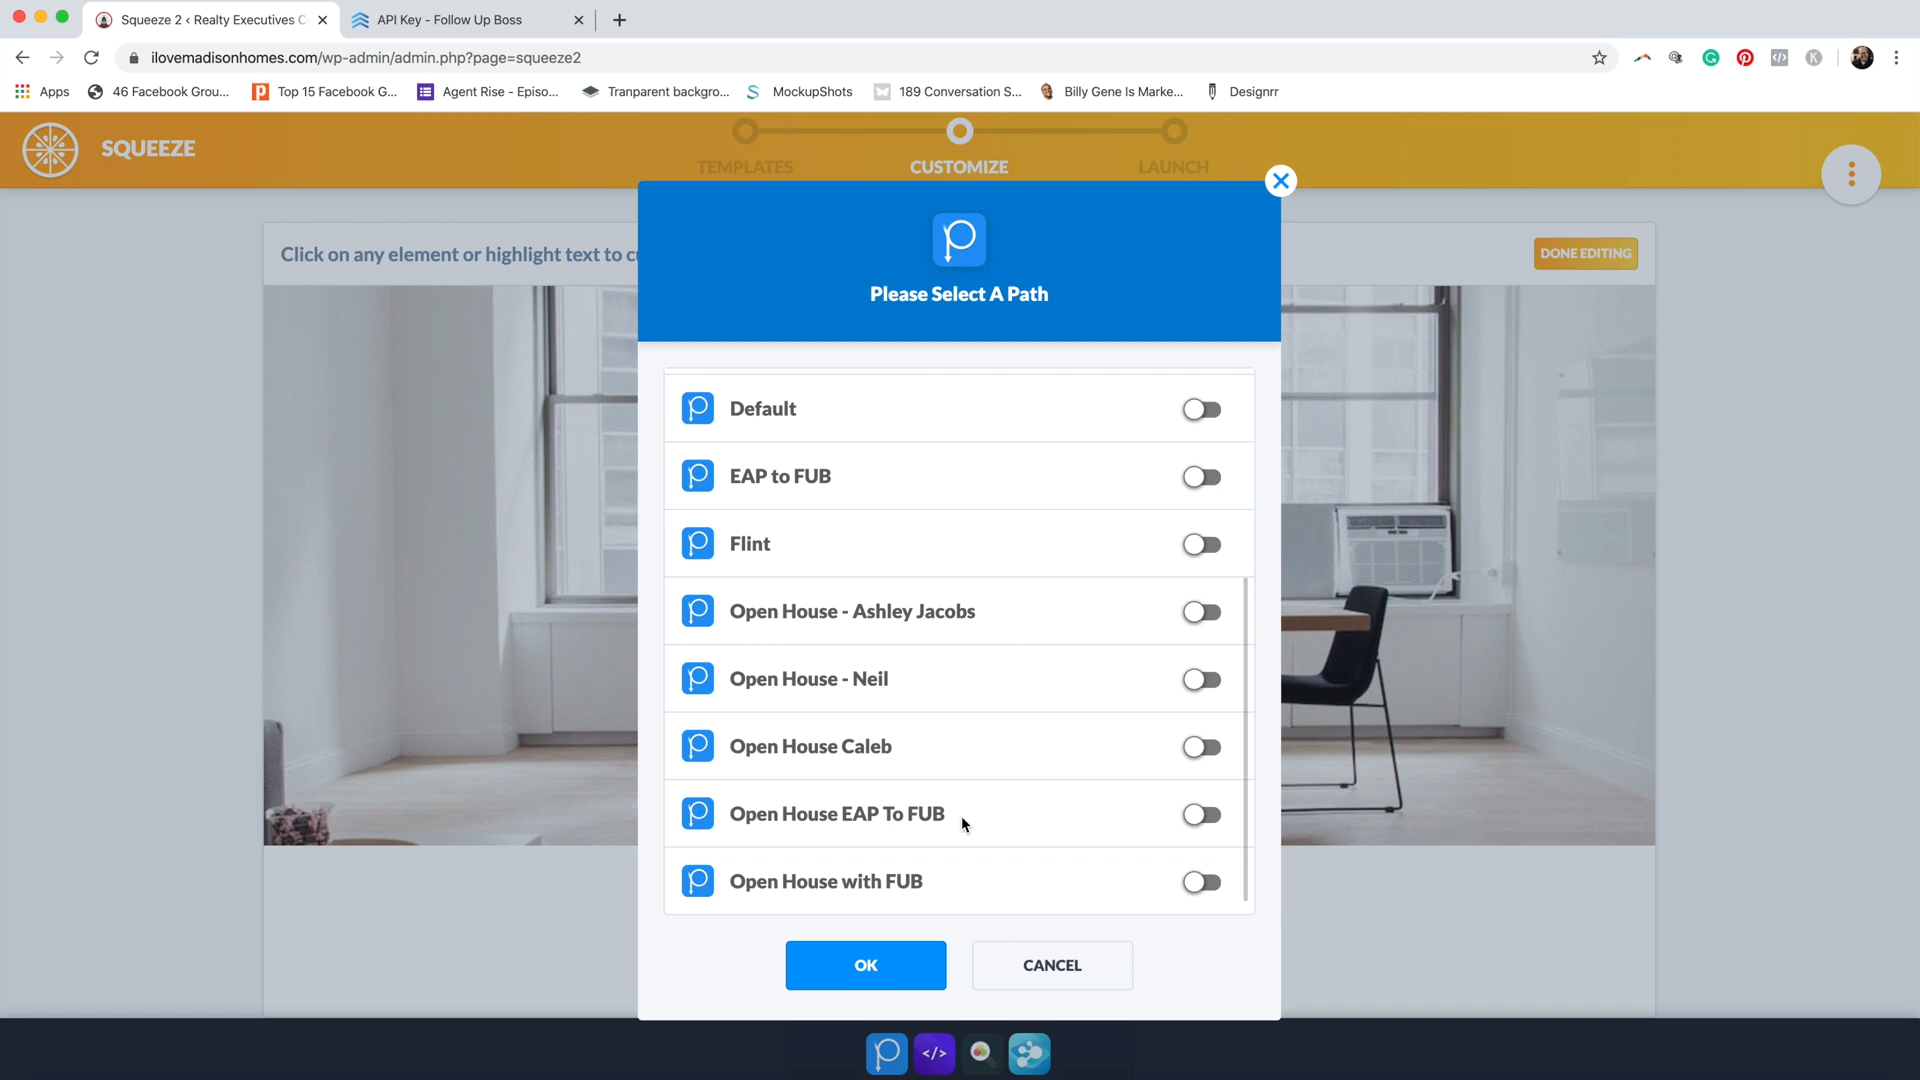 Squeeze 2 ‹ Realty Executives C
API Key - Follow Up Boss
ilovemadisonhomes.com/wp-admin/admin.php?page=squeeze2
Apps
46 Facebook Grou...
Top 15 Facebook G...
Agent Rise - Episo...
Tranparent backgro...
MockupShots
189 Conversation S...
Billy Gene Is Marke...
Designrr
SQUEEZE
TEMPLATES
CUSTOMIZE
LAUNCH
Click on any element or highlight text to cu
DONE EDITING
Please Select A Path
Default
EAP to FUB
Flint
Open House - Ashley Jacobs
Open House - Neil
Open House Caleb
Open House EAP To FUB
Open House with FUB
OK
CANCEL